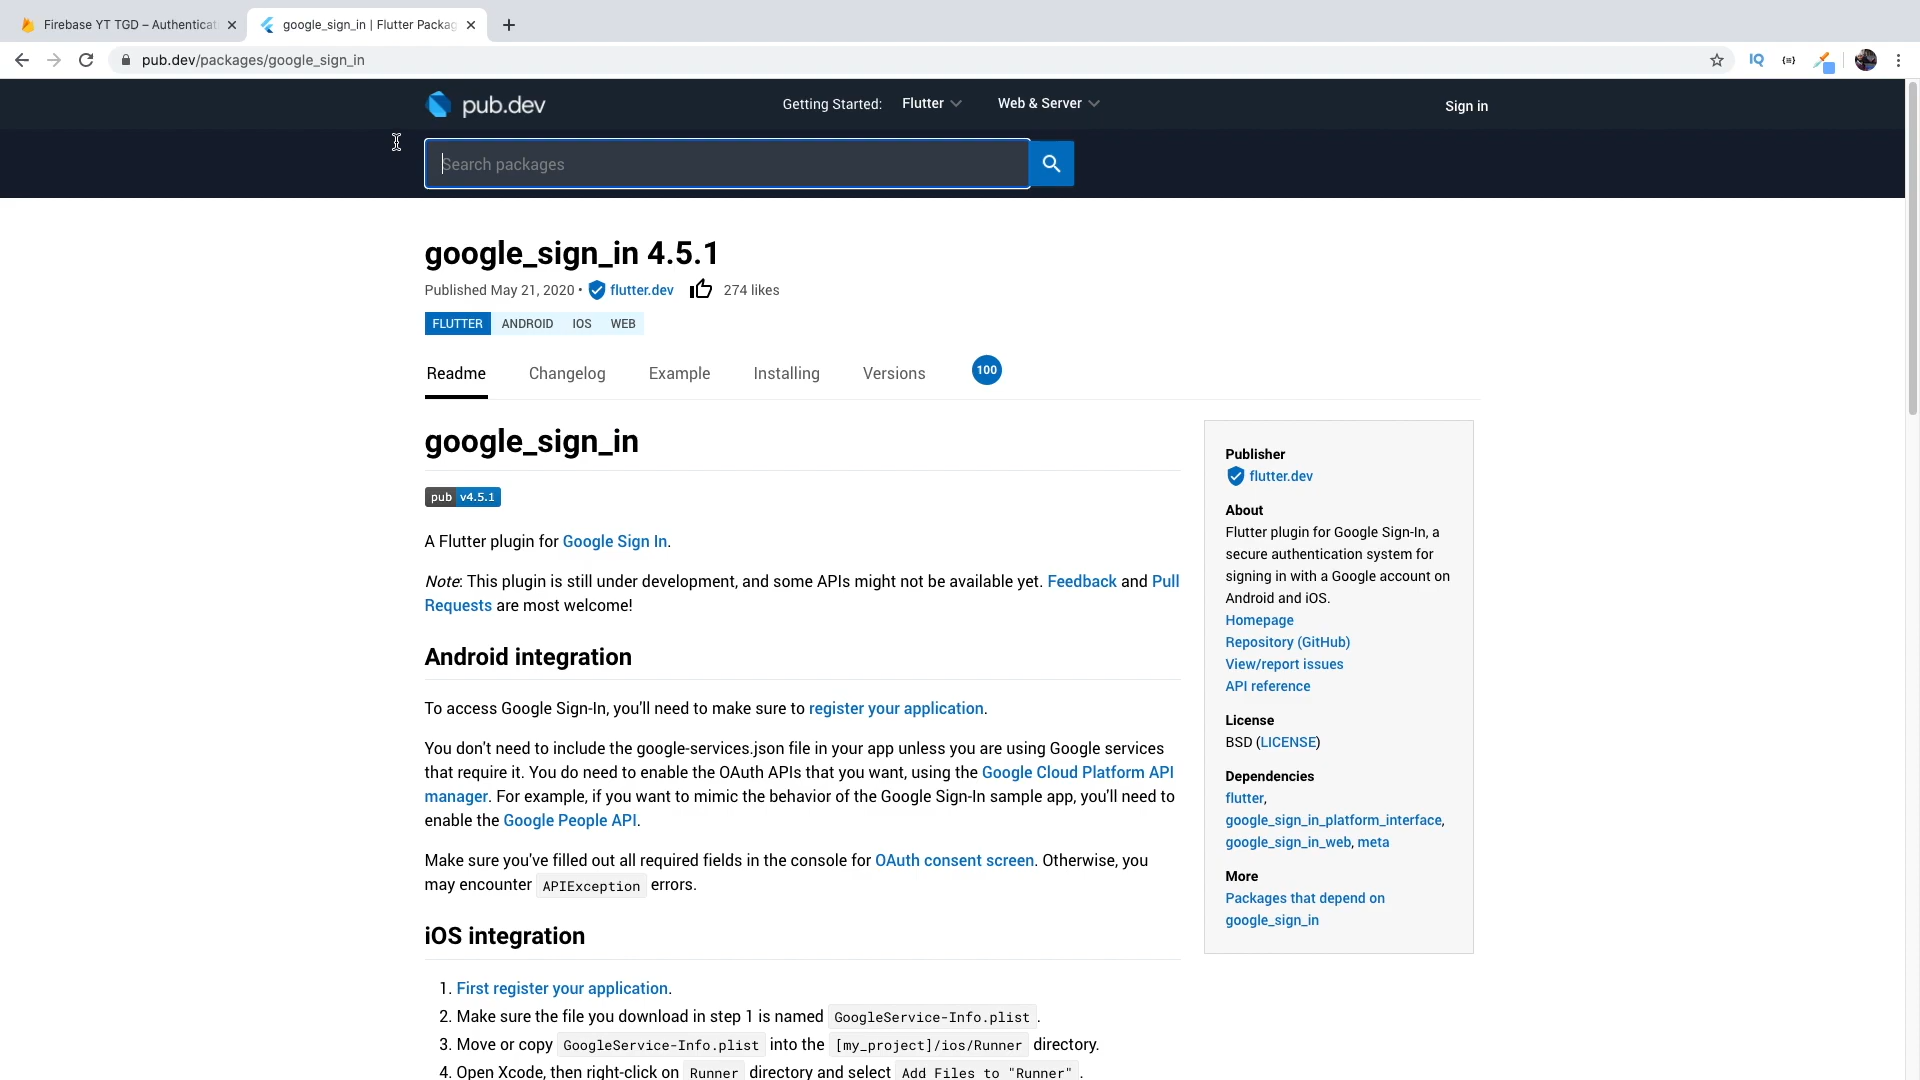 Firebase YT TGD – Authenticat
google_sign_in | Flutter Packag
pub.dev/packages/google_sign_in
IQ
pub.dev
Getting Started:
Flutter
Web & Server
Sign in
Search packages
google_sign_in 4.5.1
Published May 21, 2020 • flutter.dev 274 likes
FLUTTER ANDROID IOS WEB
Readme Changelog Example Installing Versions 100
google_sign_in
pub v4.5.1
A Flutter plugin for Google Sign In.
Note: This plugin is still under development, and some APIs might not be available yet. Feedback and Pull
Requests are most welcome!
Android integration
To access Google Sign-In, you'll need to make sure to register your application.
You don't need to include the google-services.json file in your app unless you are using Google services
that require it. You do need to enable the OAuth APIs that you want, using the Google Cloud Platform API
manager. For example, if you want to mimic the behavior of the Google Sign-In sample app, you'll need to
enable the Google People API.
Make sure you've filled out all required fields in the console for OAuth consent screen. Otherwise, you
may encounter APIException errors.
iOS integration
1. First register your application.
2. Make sure the file you download in step 1 is named GoogleService-Info.plist.
3. Move or copy GoogleService-Info.plist into the [my_project]/ios/Runner directory.
4. Open Xcode, then right-click on Runner directory and select Add Files to "Runner".
Publisher
flutter.dev
About
Flutter plugin for Google Sign-In, a
secure authentication system for
signing in with a Google account on
Android and iOS.
Homepage
Repository (GitHub)
View/report issues
API reference
License
BSD (LICENSE)
Dependencies
flutter,
google_sign_in_platform_interface,
google_sign_in_web, meta
More
Packages that depend on
google_sign_in